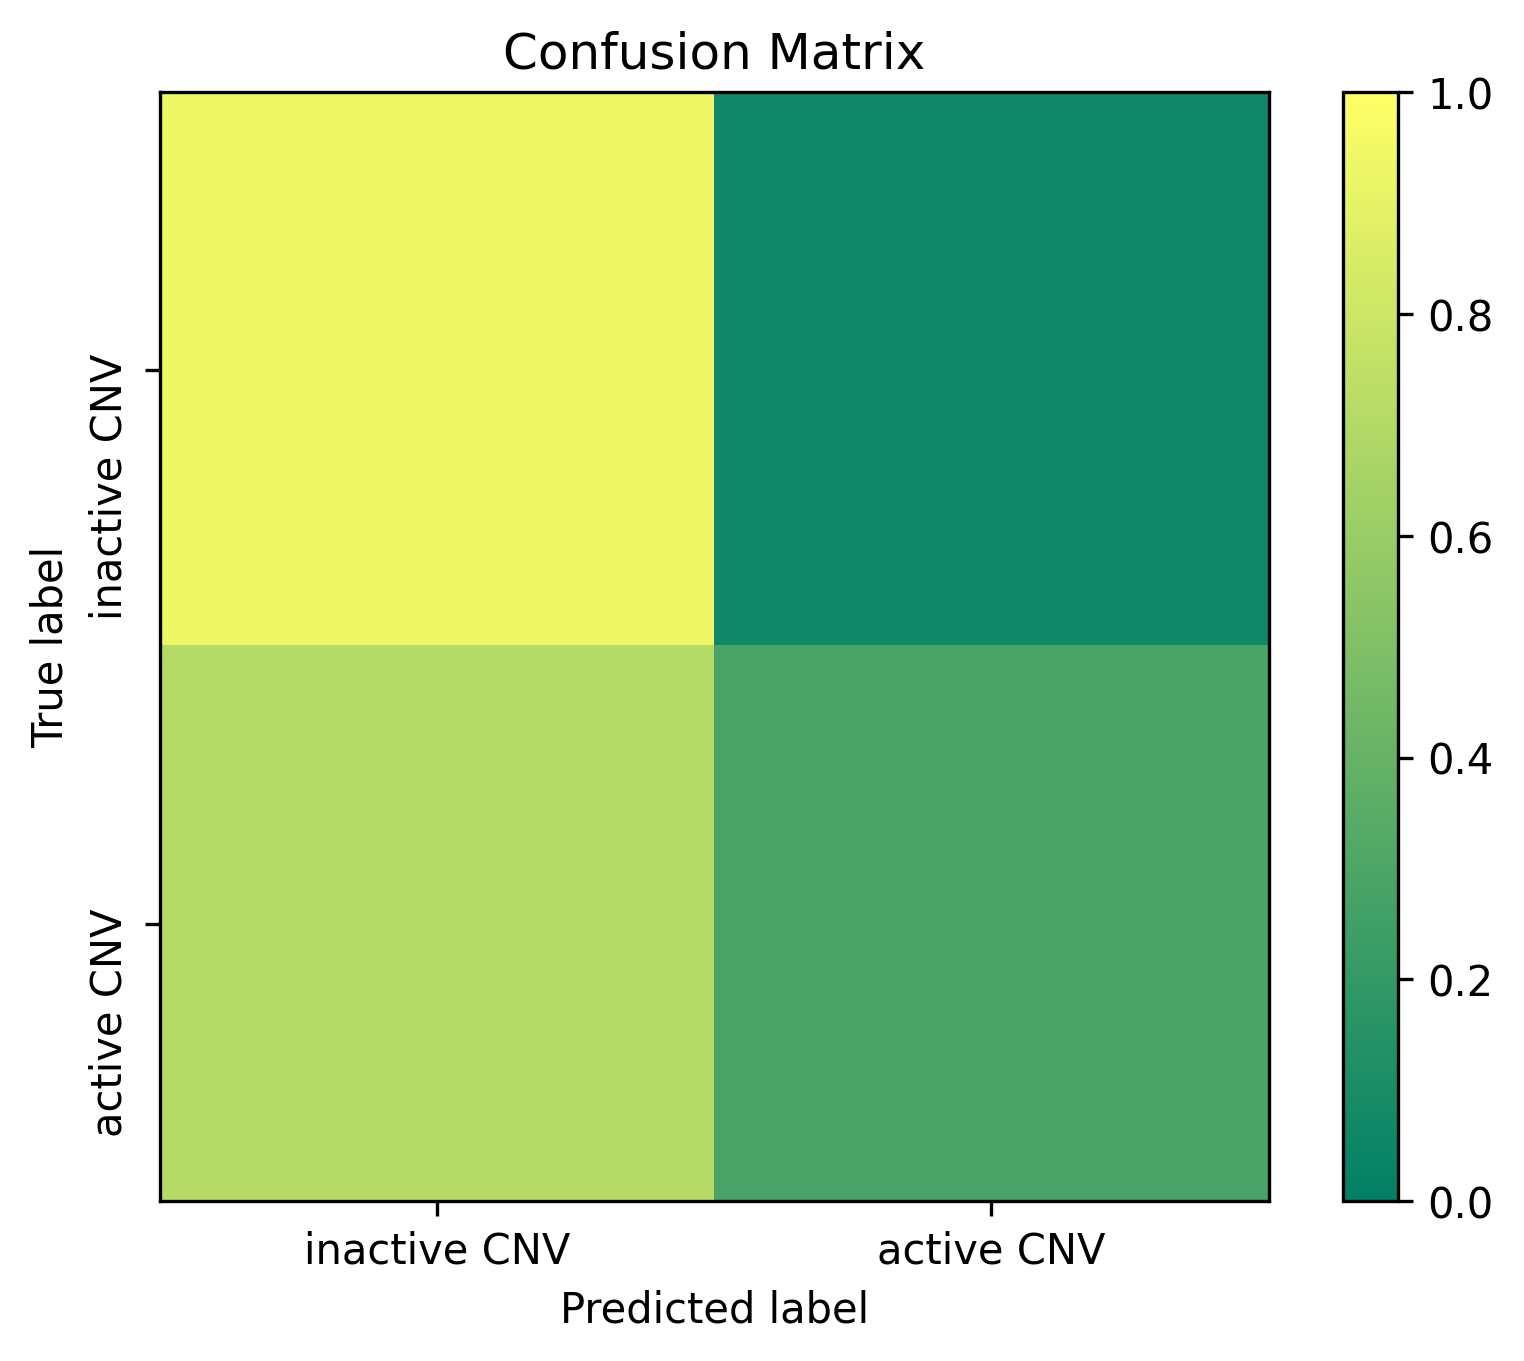 Confusion Matrix
True label
inactive CNV
active CNV
inactive CNV
active CNV
Predicted label
1.0
0.8
0.6
0.4
0.2
0.0